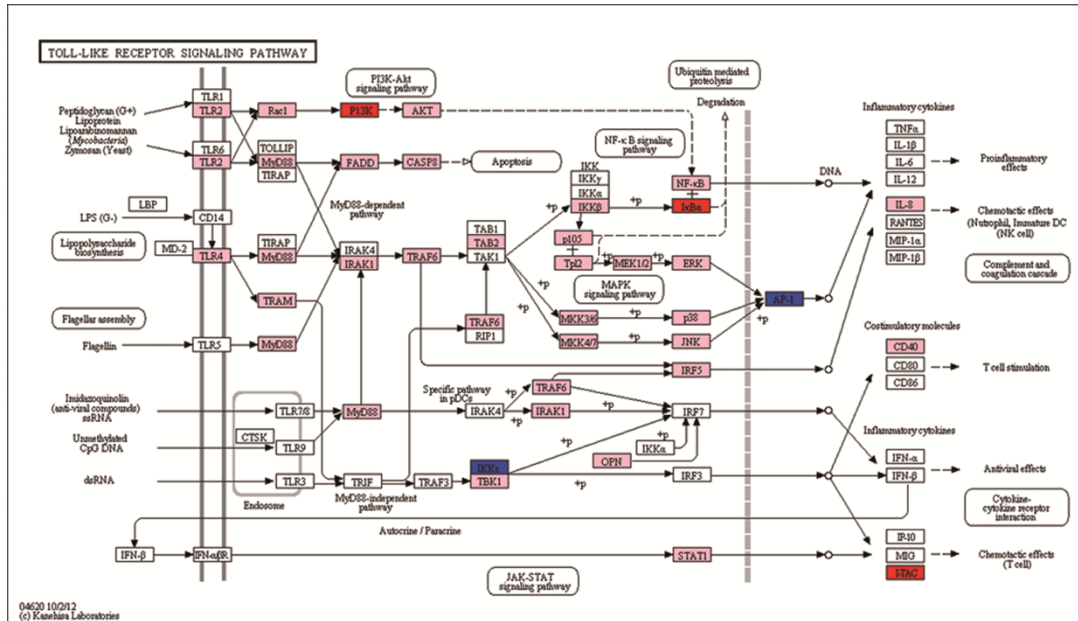 TOLL-LIKE RECEPTOR SIGNALING PATHWAY
PI3K-Akt
signaling pathway
Ubiquitin mediated
proteolysis
Degradation
Peptidoglycan (G+)
Lipoprotein
Lipoarabinomannan
(Mycobacteria)
Zymosan (Yeast)
TLR1
TLR2
Rac1
PI3K
AKT
TLR6
TLR2
TOLLIP
MyD88
TIRAP
FADD
CASP8
Apoptosis
NF-κB signaling
pathway
MyD88-dependent
pathway
IKK
IKKγ
IKKα
IKKβ
+p
+p
NF-κB
IκBα
DNA
Inflammatory cytokines
TNFα
IL-1β
IL-6
IL-12
Proinflammatory
effects
IL-8
RANTES
MIP-1α
MIP-1β
Chemotactic effects
(Nutrophil, Immature DC)
(NK cell)
Complement and
coagulation cascade
LBP
LPS (G-)
CD14
Lipopolysaccharide
biosynthesis
MD-2
TLR4
TIRAP
MyD88
IRAK4
IRAK1
TRAF6
TAB1
TAB2
TAK1
p105
Tpl2
+p
MEK1/2
+p
ERK
MAPK
signaling pathway
TRAM
+p
+p
MKK3/6
+p
p38
MKK4/7
+p
JNK
AP-1
+p
Flagellar assembly
Flagellin
TLR5
MyD88
TRAF6
RIP1
IRF5
Costimulatory molecules
CD40
CD80
CD86
T cell stimulation
Imidazoquinolin
(anti-viral compounds)
ssRNA
TLR7/8
MyD88
Specific pathway
in pDCs
IRAK4
TRAF6
+p
IRAK1
+p
IRF7
Unmethylated
CpG DNA
CTSK
TLR9
+p
+p
IKKα
OPN
Inflammatory cytokines
IFN-α
IFN-β
Antiviral effects
dsRNA
TLR3
Endosome
TRIF
TRAF3
IKKε
TBK1
+p
IRF3
MyD88-independent
pathway
Cytokine-
cytokine receptor
interaction
Autocrine / Paracrine
IFN-β
IFN-αβR
STAT1
IP-10
MIG
I-TAC
Chemotactic effects
(T cell)
JAK-STAT
signaling pathway
04620 10/2/12
(c) Kanehisa Laboratories